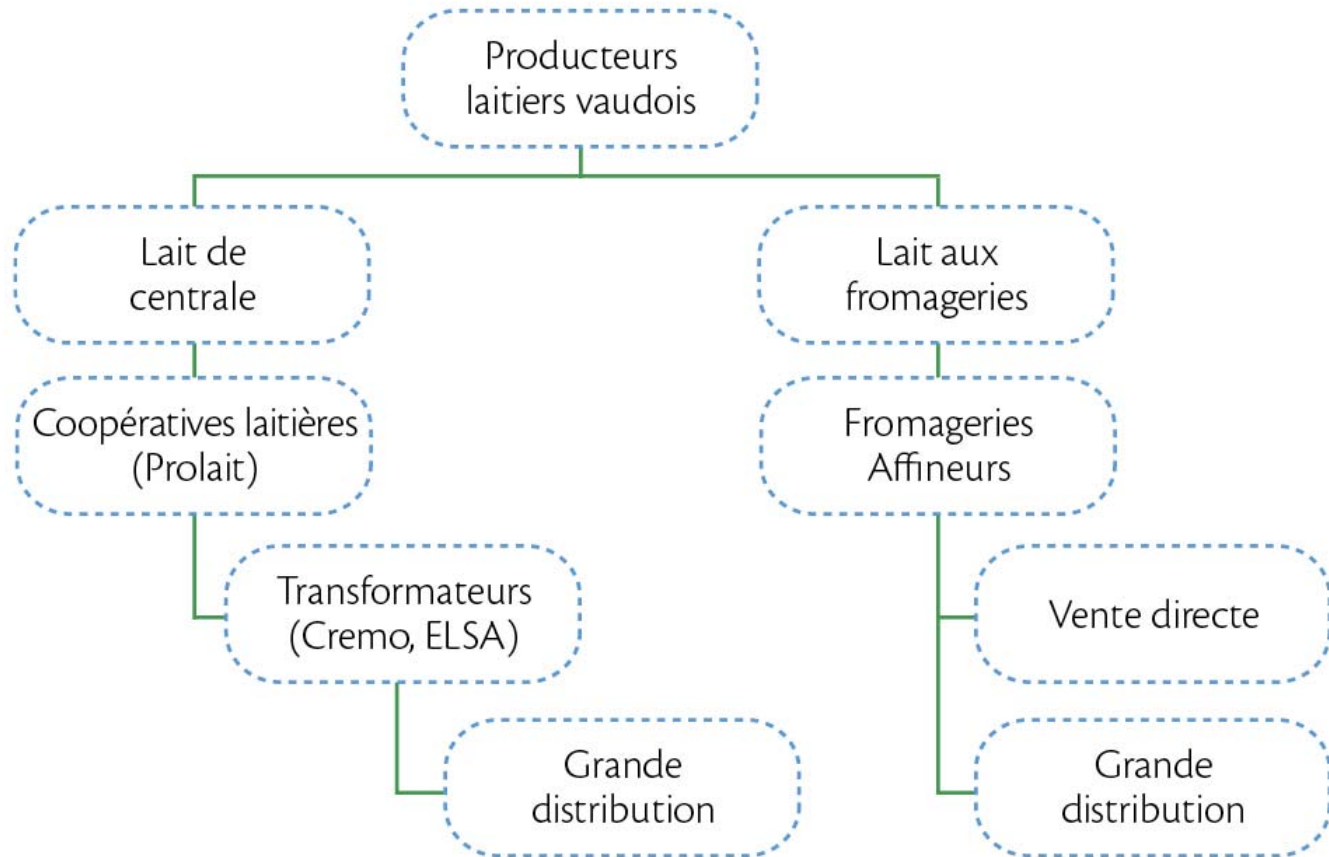 Producteurs
laitiers vaudois
Lait de
centrale
Lait aux
fromageries
Coopératives laitières
(Prolait)
Fromageries
Affineurs
Transformateurs
(Cremo, ELSA)
Vente directe
Grande
distribution
Grande
distribution